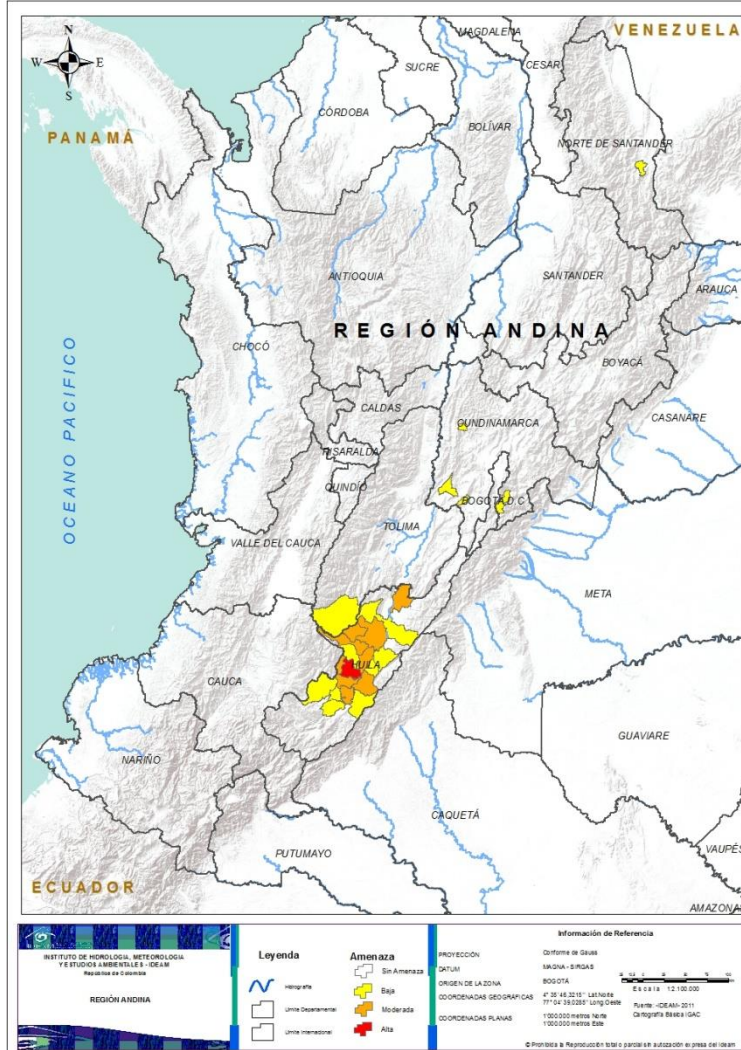 N
W E
S
MAGDALENA
VENEZUELA
CESAR
SUCRE
CÓRDOBA
BOLÍVAR
PANAMÁ
NORTE DE SANTANDER
ANTIOQUIA
SANTANDER
ARAUCA
REGIÓN ANDINA
CHOCÓ
BOYACÁ
OCEANO PACIFICO
CALDAS
CUNDINAMARCA
CASANARE
RISARALDA
QUINDÍO
BOGOTA D.C
TOLIMA
VALLE DEL CAUCA
META
HUILA
CAUCA
GUAVIARE
NARIÑO
CAQUETÁ
VAUPÉS
PUTUMAYO
ECUADOR
AMAZONA
INSTITUTO DE HIDROLOGIA, METEOROLOGIA
Y ESTUDIOS AMBIENTALES - IDEAM
República de Colombia
REGIÓN ANDINA
Leyenda
Hidrografía
Limite Departamental
Limite Internacional
Amenaza
Sin Amenaza
Baja
Moderada
Alta
Información de Referencia
PROYECCIÓN Conforme de Gauss
DATUM MAGNA - SIRGAS
ORIGEN DE LA ZONA BOGOTÁ
COORDENADAS GEOGRÁFICAS
COORDENADAS PLANAS 1'000.000 metros Norte
1'000.000 metros Este
Escala 1:2.100.000
Fuente: -IDEAM- 2011
Cartografía Básica IGAC
© Prohibida la Reproducción total o parcial sin autozación expresa del Ideam